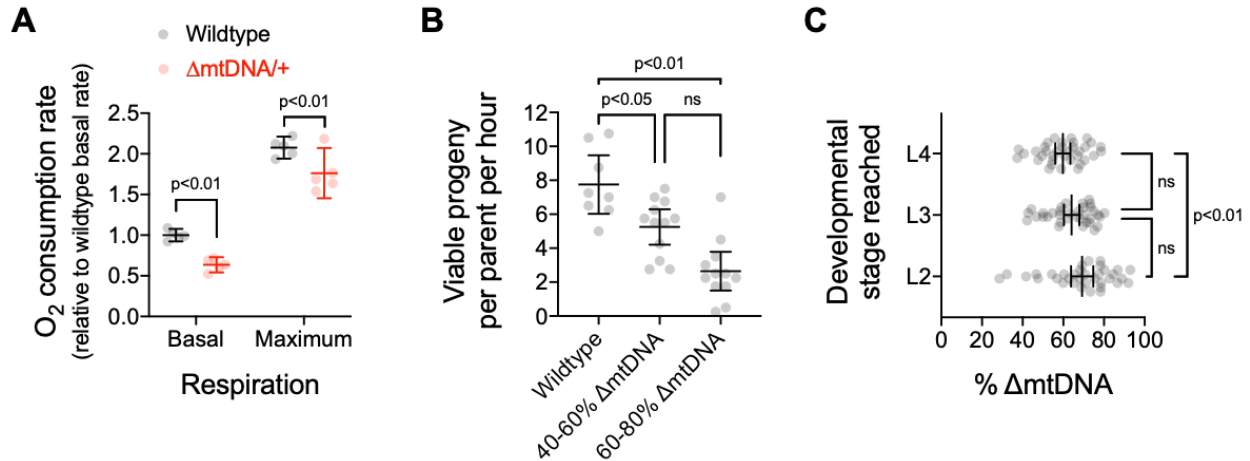 A
Wildtype
ΔmtDNA/+
O2 consumption rate
(relative to wildtype basal rate)
2.5
2.0
1.5
1.0
0.5
0.0
p<0.01
p<0.01
Basal
Maximum
Respiration
B
Viable progeny
per parent per hour
12
10
8
6
4
2
0
p<0.01
p<0.05
ns
Wildtype
40-60% ΔmtDNA
60-80% ΔmtDNA
C
Developmental
stage reached
L4
L3
L2
ns
ns
p<0.01
0
20
40
60
80
100
% ΔmtDNA